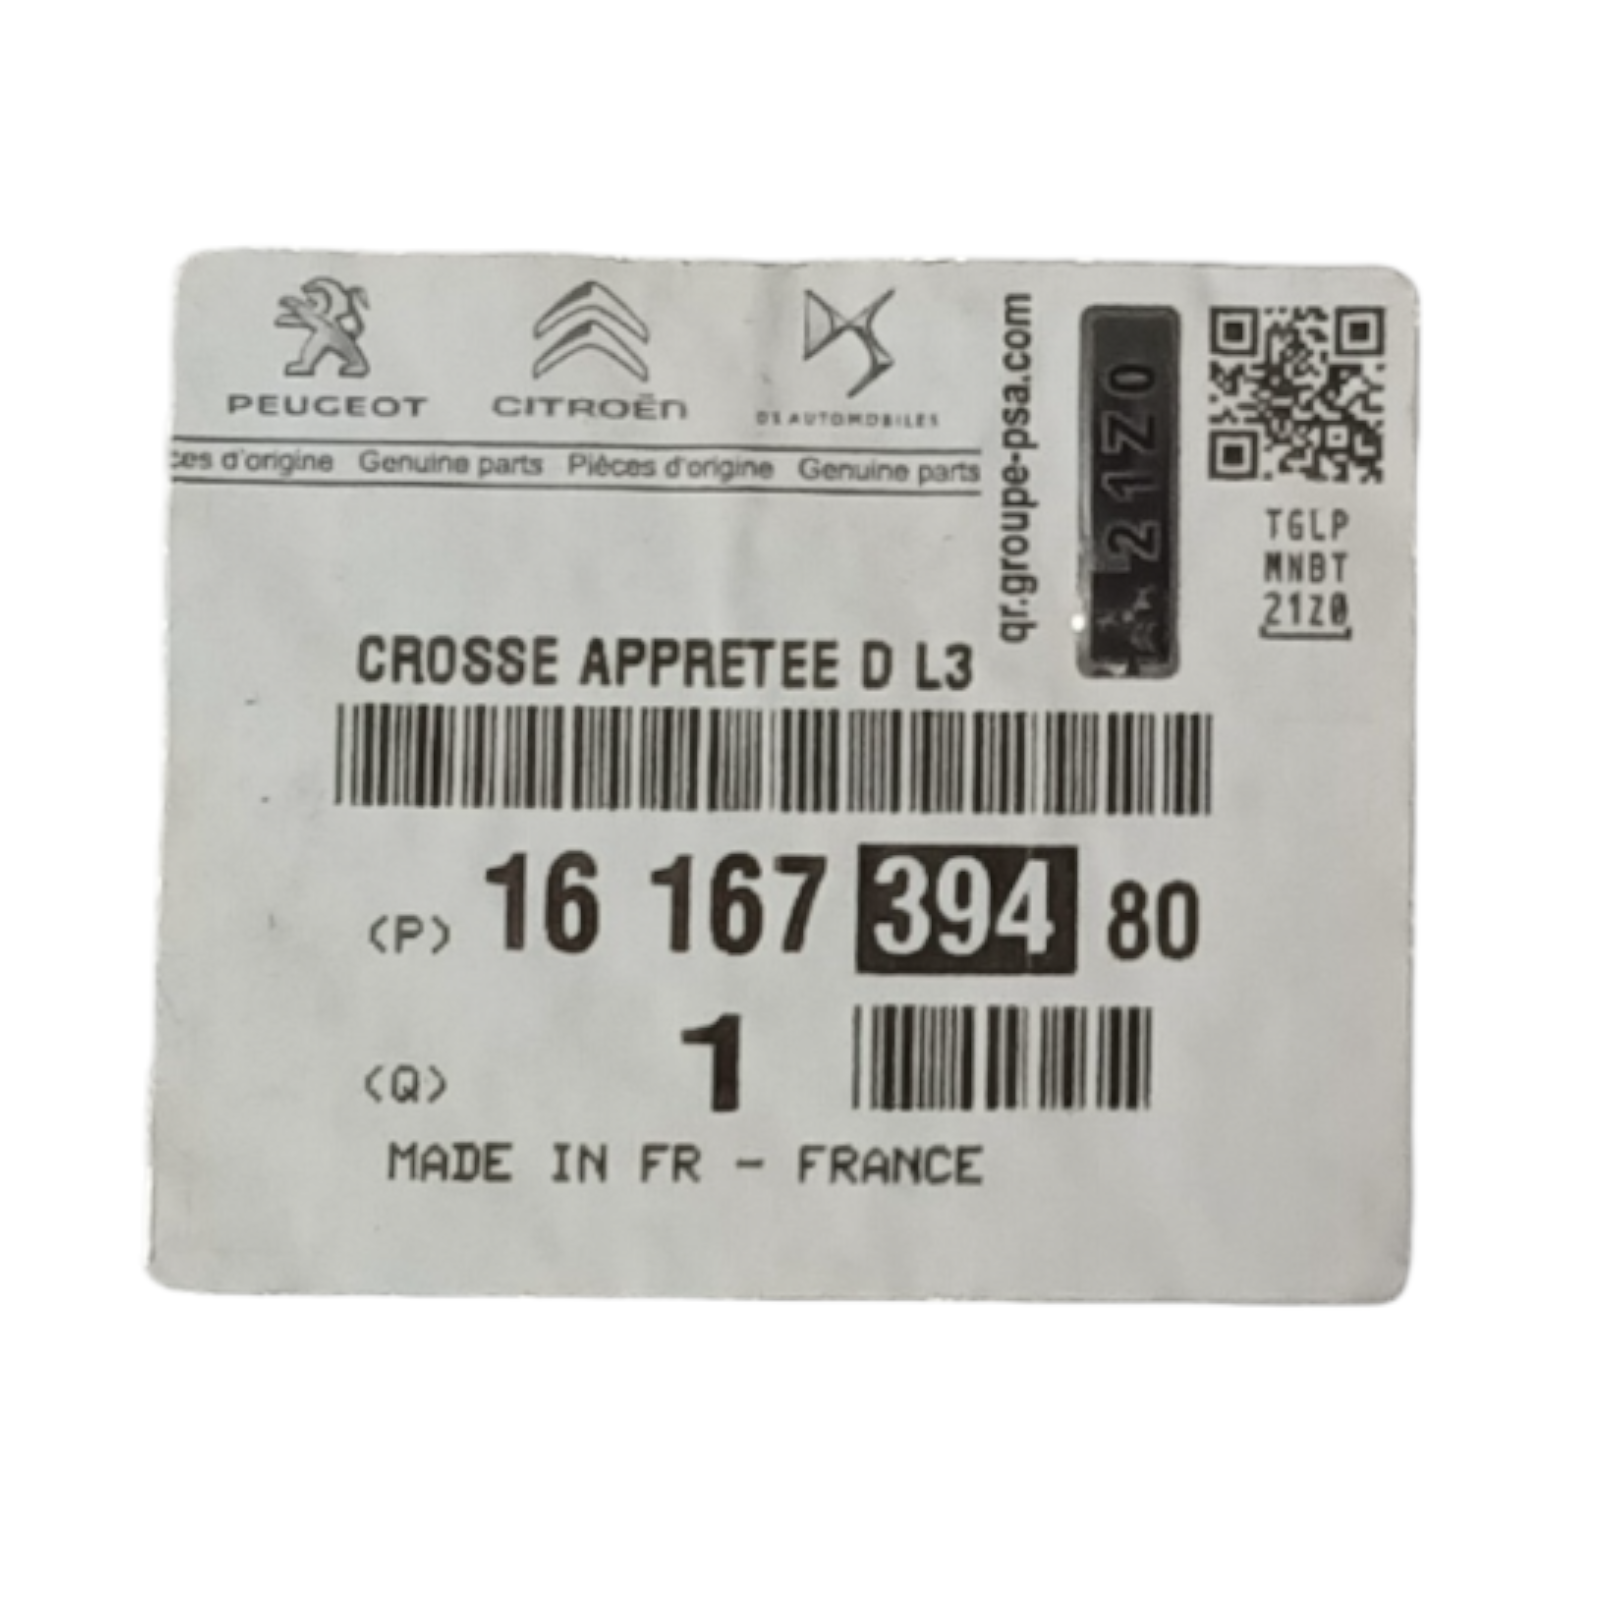 PEUGEOT CITROËN DS AUTOMOBILES
ces d'origine Genuine parts Pièces d'origine Genuine parts
qr.groupe-psa.com
21Z0
TGLP
MNBT
21Z0
CROSSE APPRETEE D L3
(P) 16 167 394 80
(Q) 1
MADE IN FR - FRANCE